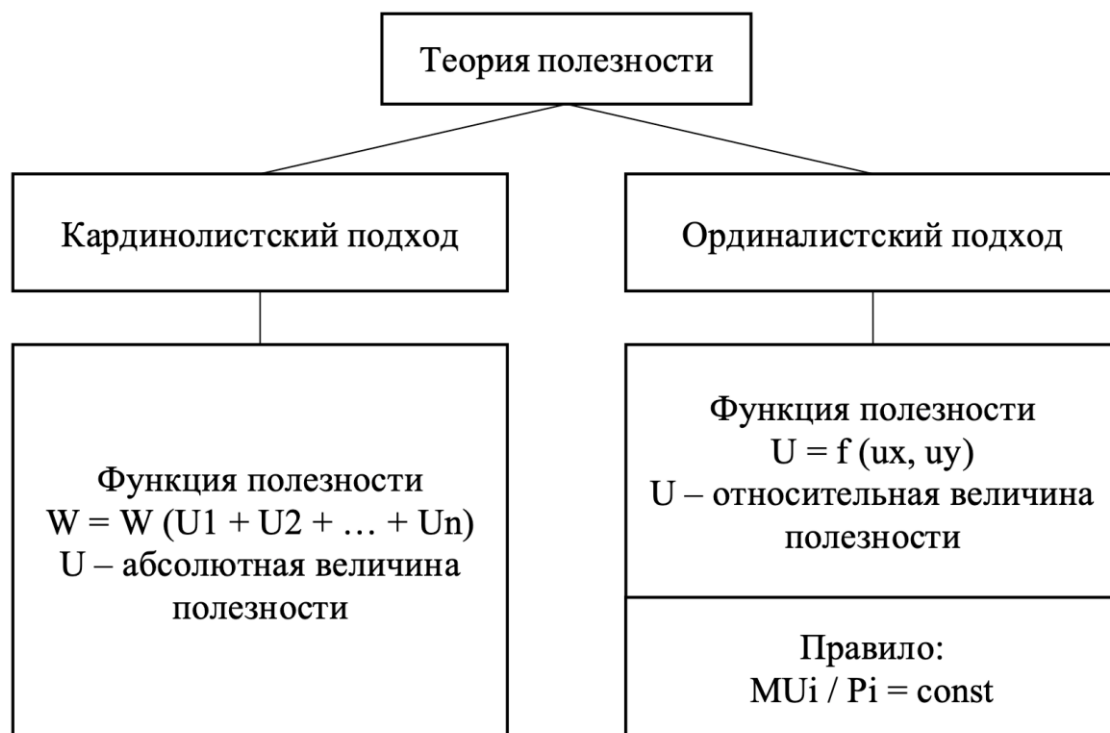 Теория полезности
Кардинолистский подход
Ординалистский подход
Функция полезности
W = W (U1 + U2 + … + Un)
U – абсолютная величина
полезности
Функция полезности
U = f (ux, uy)
U – относительная величина
полезности
Правило:
MUi / Pi = const